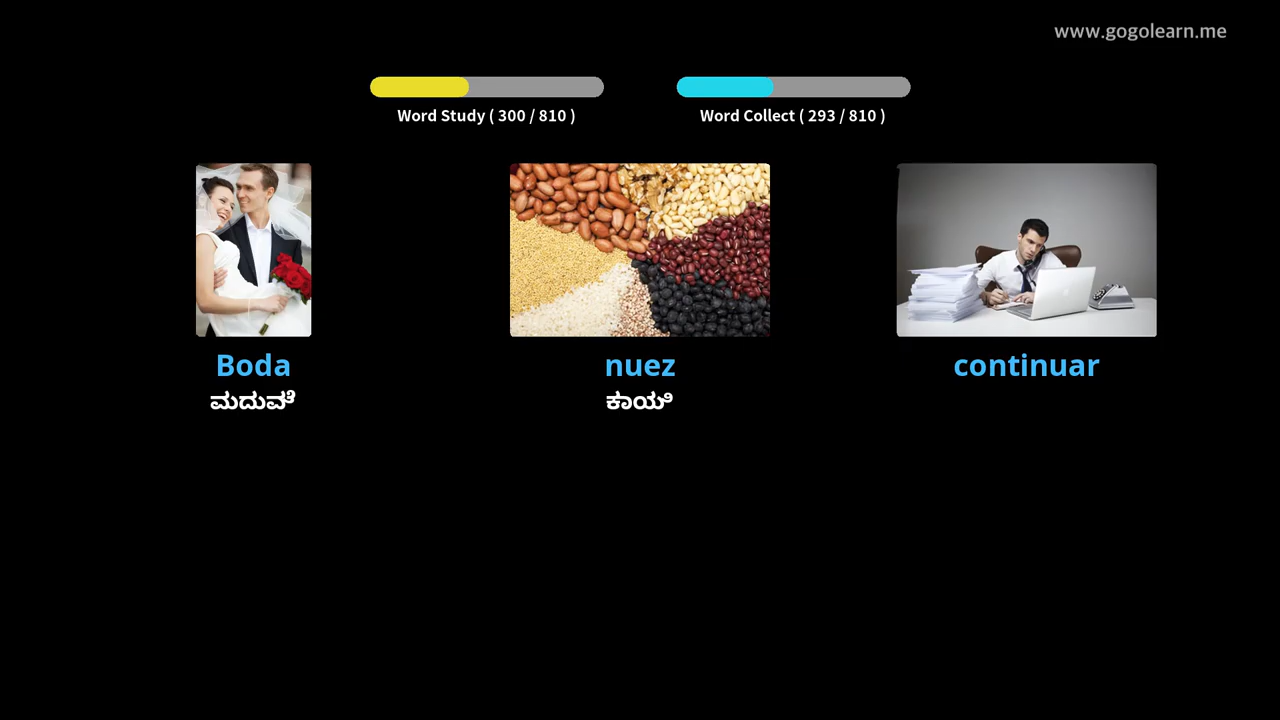 www.gogolearn.me
Word Study ( 300 / 810 )
Word Collect ( 293 / 810 )
Boda
nuez
continuar
ಮದುವೆ
ಕಾಯಿ